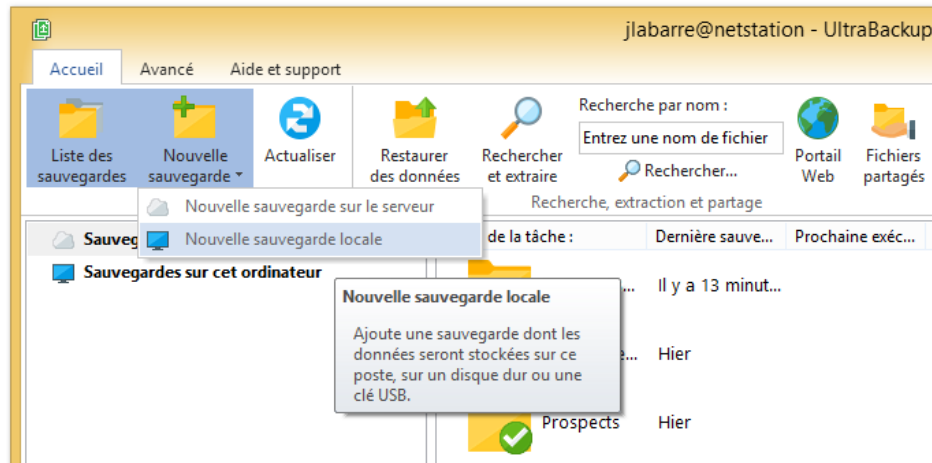 jlabarre@netstation - UltraBackup
Accueil Avancé Aide et support
Liste des sauvegardes
Nouvelle sauvegarde
Actualiser
Restaurer des données
Rechercher et extraire
Recherche par nom :
Entrez une nom de fichier
Rechercher...
Portail Web
Fichiers partagés
Recherche, extraction et partage
Nouvelle sauvegarde sur le serveur
Nouvelle sauvegarde locale
de la tâche : Dernière sauve... Prochaine exéc...
Sauvegardes sur cet ordinateur
Il y a 13 minut...
Nouvelle sauvegarde locale
Ajoute une sauvegarde dont les
données seront stockées sur ce
poste, sur un disque dur ou une
clé USB.
Hier
Prospects Hier